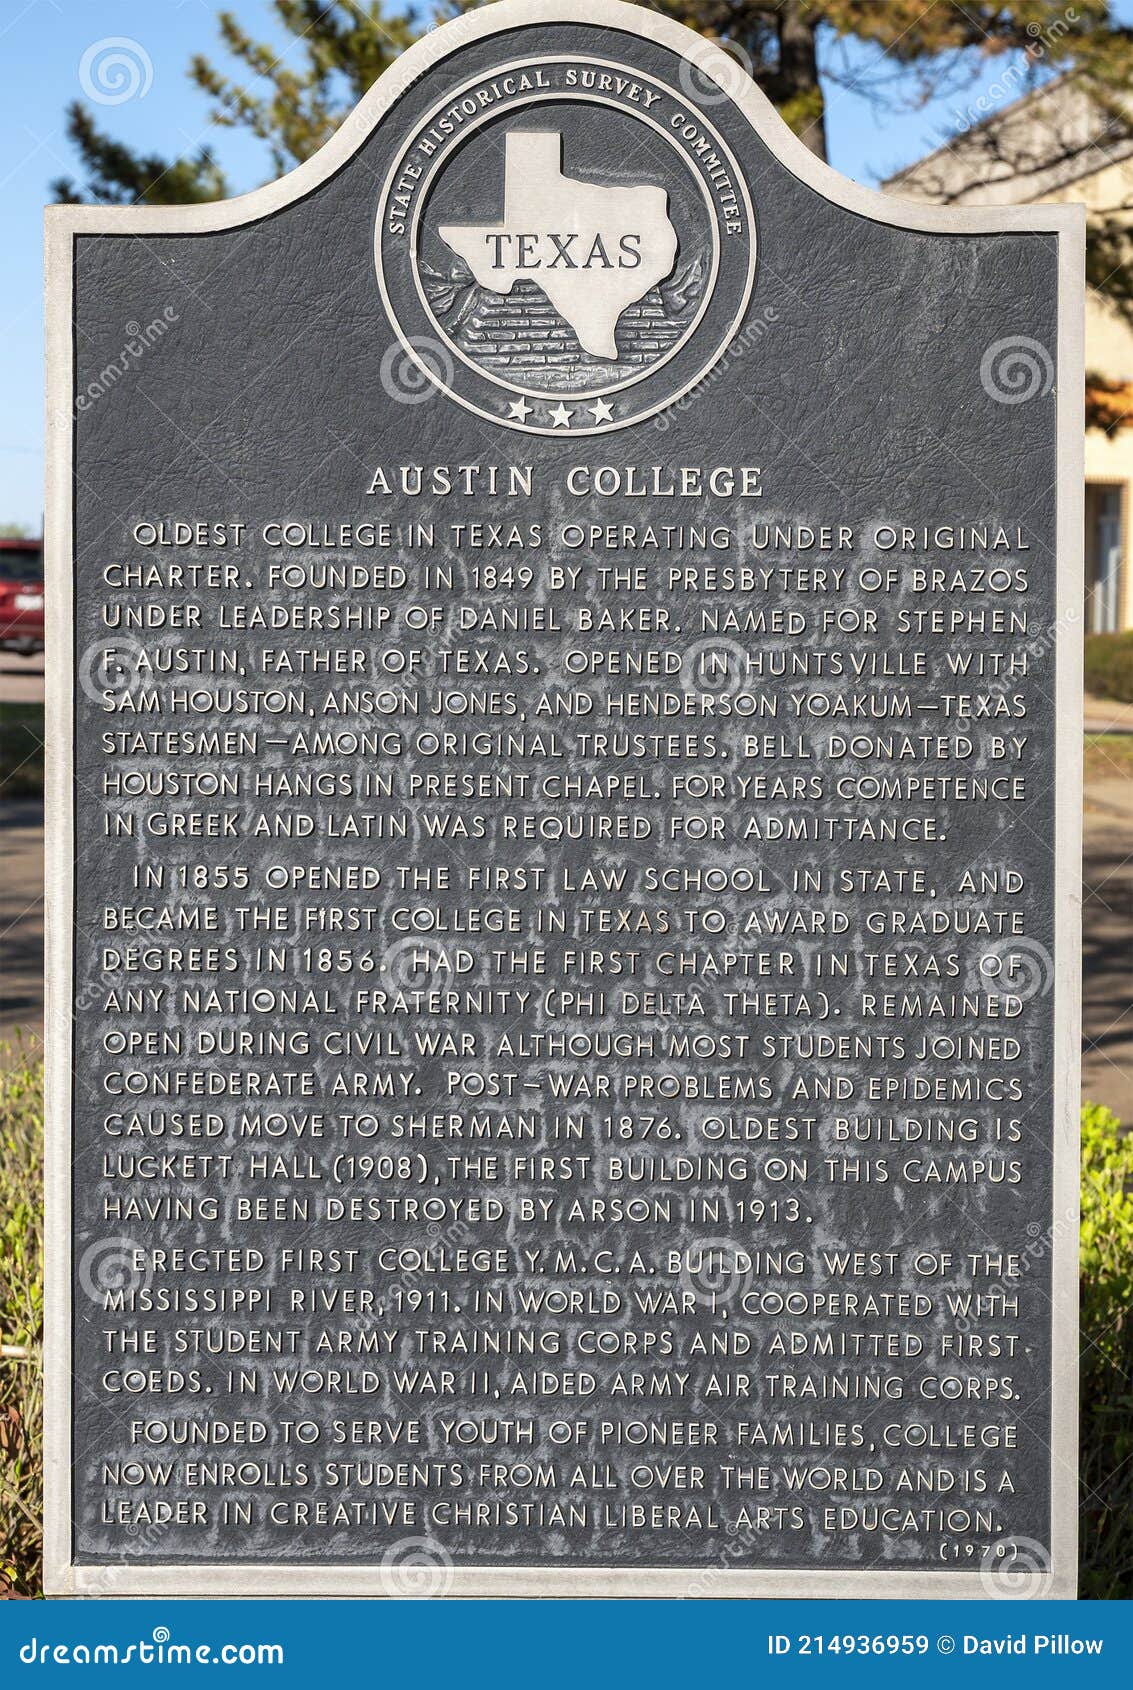 STATE HISTORICAL SURVEY COMMITTEE
TEXAS
AUSTIN COLLEGE
OLDEST COLLEGE IN TEXAS OPERATING UNDER ORIGINAL
CHARTER. FOUNDED IN 1849 BY THE PRESBYTERY OF BRAZOS
UNDER LEADERSHIP OF DANIEL BAKER. NAMED FOR STEPHEN
F. AUSTIN, FATHER OF TEXAS. OPENED IN HUNTSVILLE WITH
SAM HOUSTON, ANSON JONES, AND HENDERSON YOAKUM—TEXAS
STATESMEN—AMONG ORIGINAL TRUSTEES. BELL DONATED BY
HOUSTON HANGS IN PRESENT CHAPEL. FOR YEARS COMPETENCE
IN GREEK AND LATIN WAS REQUIRED FOR ADMITTANCE.
IN 1855 OPENED THE FIRST LAW SCHOOL IN STATE, AND
BECAME THE FIRST COLLEGE IN TEXAS TO AWARD GRADUATE
DEGREES IN 1856. HAD THE FIRST CHAPTER IN TEXAS OF
ANY NATIONAL FRATERNITY (PHI DELTA THETA). REMAINED
OPEN DURING CIVIL WAR ALTHOUGH MOST STUDENTS JOINED
CONFEDERATE ARMY. POST—WAR PROBLEMS AND EPIDEMICS
CAUSED MOVE TO SHERMAN IN 1876. OLDEST BUILDING IS
LUCKETT HALL (1908), THE FIRST BUILDING ON THIS CAMPUS
HAVING BEEN DESTROYED BY ARSON IN 1913.
ERECTED FIRST COLLEGE Y.M.C.A. BUILDING WEST OF THE
MISSISSIPPI RIVER, 1911. IN WORLD WAR I, COOPERATED WITH
THE STUDENT ARMY TRAINING CORPS AND ADMITTED FIRST
COEDS. IN WORLD WAR II, AIDED ARMY AIR TRAINING CORPS.
FOUNDED TO SERVE YOUTH OF PIONEER FAMILIES, COLLEGE
NOW ENROLLS STUDENTS FROM ALL OVER THE WORLD AND IS A
LEADER IN CREATIVE CHRISTIAN LIBERAL ARTS EDUCATION.
(1970)
dreamstime.com
ID 214936959 © David Pillow